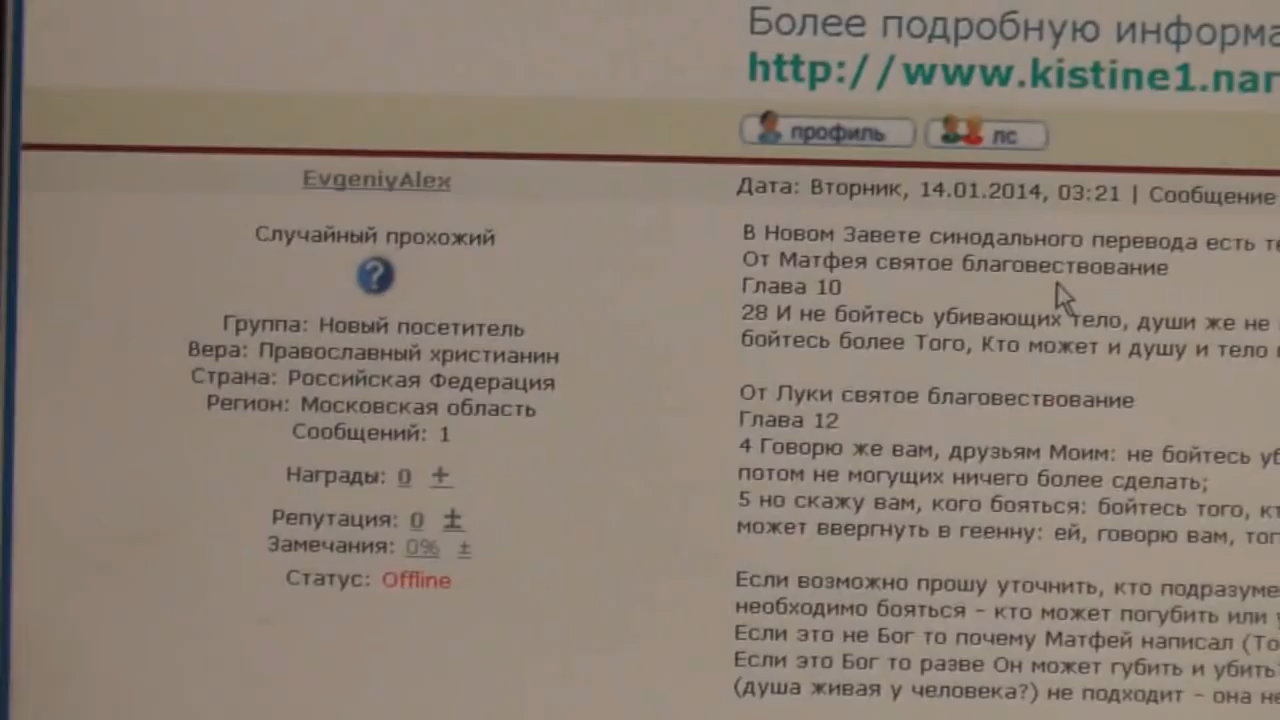 Более подробную информа
http://www.kistine1.nar
профиль лс
EvgeniyAlex
Дата: Вторник, 14.01.2014, 03:21 | Сообщение
Случайный прохожий
?
Группа: Новый посетитель
Вера: Православный христианин
Страна: Российская Федерация
Регион: Московская область
Сообщений: 1
Награды: 0 ±
Репутация: 0 ±
Замечания: 0% ±
Статус: Offline
В Новом Завете синодального перевода есть те
От Матфея святое благовествование
Глава 10
28 И не бойтесь убивающих тело, души же не
бойтесь более Того, Кто может и душу и тело
От Луки святое благовествование
Глава 12
4 Говорю же вам, друзьям Моим: не бойтесь уб
потом не могущих ничего более сделать;
5 но скажу вам, кого бояться: бойтесь того, кт
может ввергнуть в геенну: ей, говорю вам, тог
Если возможно прошу уточнить, кто подразуме
необходимо бояться - кто может погубить или
Если это не Бог то почему Матфей написал (То
Если это Бог то разве Он может губить и убить
(душа живая у человека?) не подходит - она не